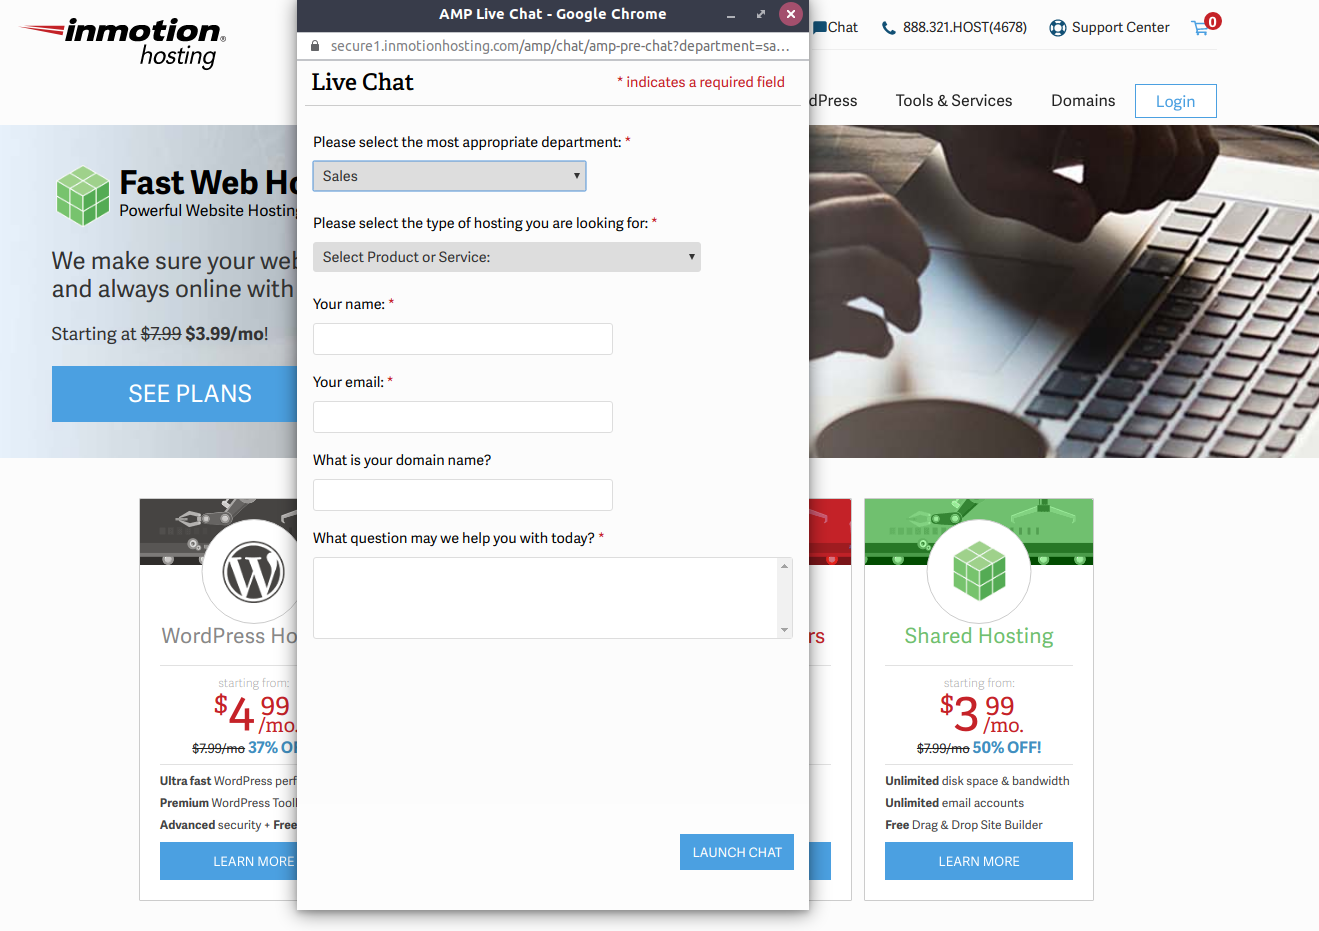 inmotion
hosting
AMP Live Chat - Google Chrome
secure1.inmotionhosting.com/amp/chat/amp-pre-chat?department=sa...
Live Chat
* indicates a required field
Please select the most appropriate department: *
Sales
Please select the type of hosting you are looking for: *
Select Product or Service:
Your name: *
Your email: *
What is your domain name?
What question may we help you with today? *
LAUNCH CHAT
Chat
888.321.HOST(4678)
Support Center
0
dPress
Tools & Services
Domains
Login
Fast Web Ho
Powerful Website Hosting
We make sure your web
and always online with
Starting at $7.99 $3.99/mo!
SEE PLANS
WordPress Ho
starting from:
$4.99/mo.
$7.99/mo 37% OF
Ultra fast WordPress perf
Premium WordPress Tool
Advanced security + Free
LEARN MORE
rs
Shared Hosting
starting from:
$3.99/mo.
$7.99/mo 50% OFF!
Unlimited disk space & bandwidth
Unlimited email accounts
Free Drag & Drop Site Builder
LEARN MORE